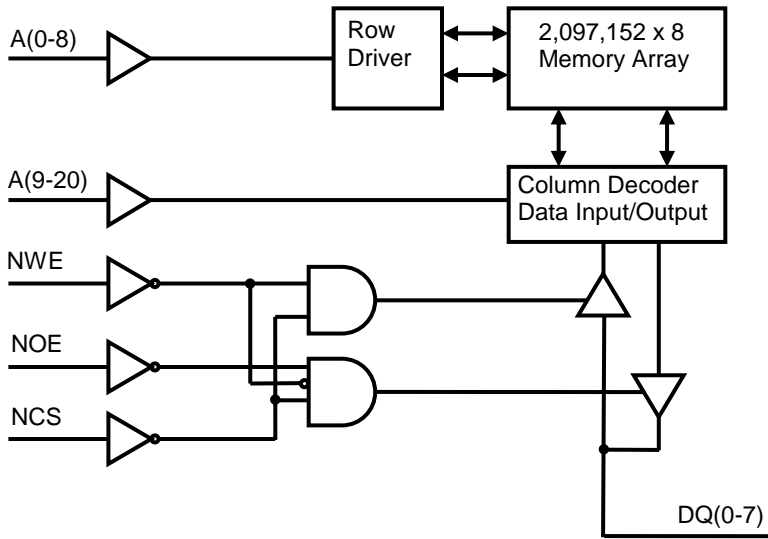 A(0-8)
Row
Driver
2,097,152 x 8
Memory Array
A(9-20)
Column Decoder
Data Input/Output
NWE
NOE
NCS
DQ(0-7)